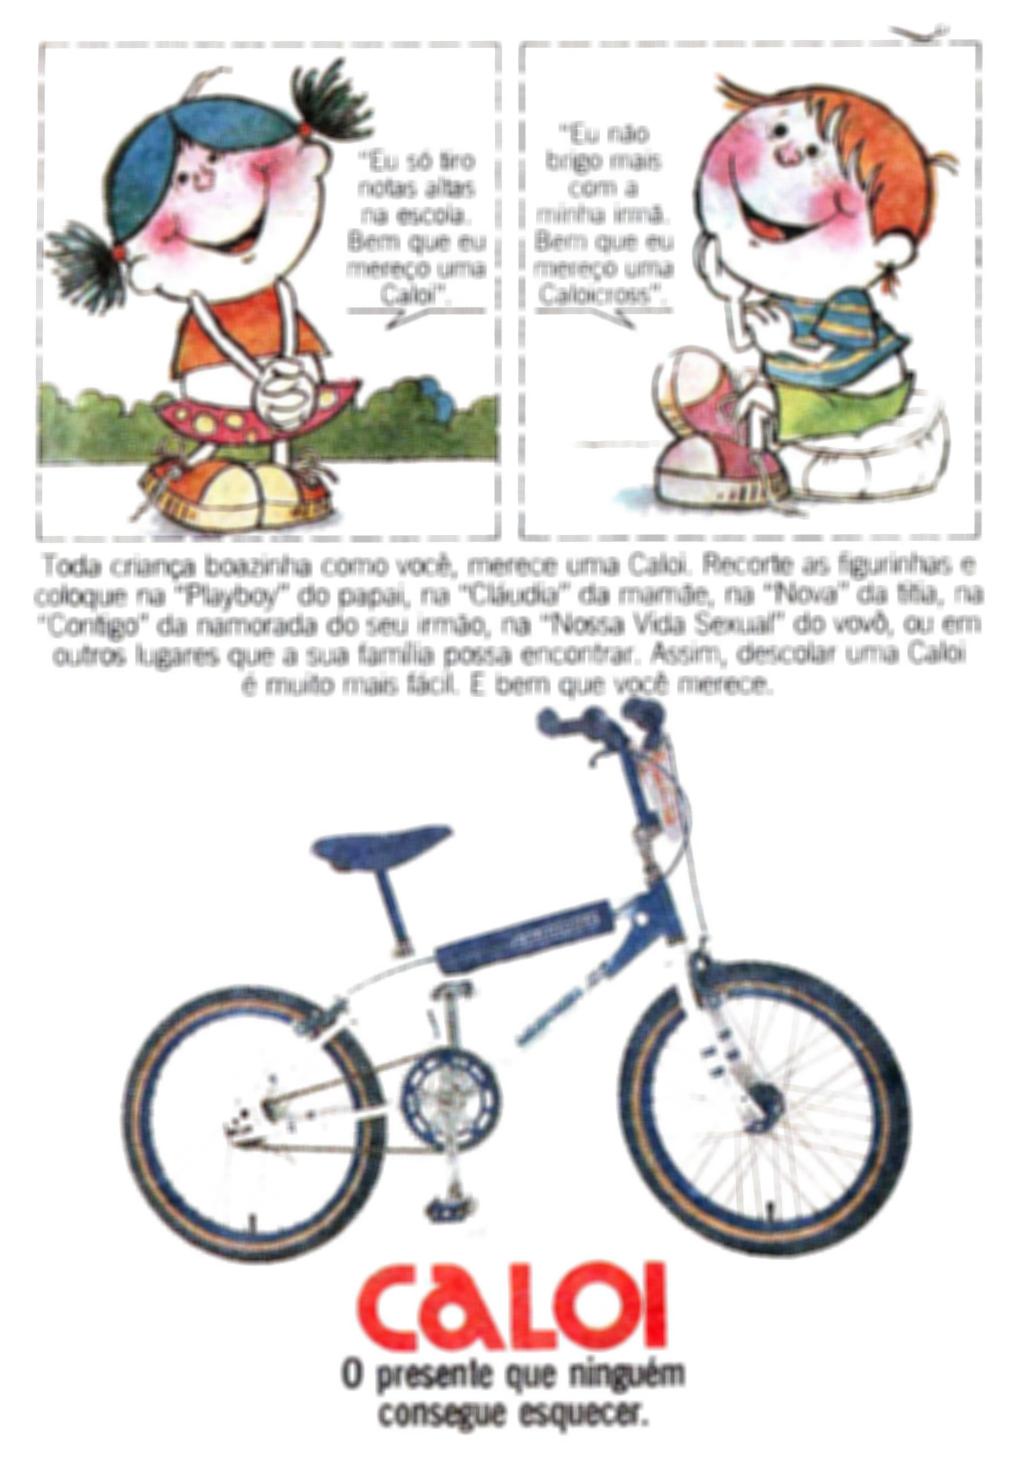 "Eu só tiro
notas altas
na escola.
Bem que eu
mereço uma
Caloi".
"Eu não
brigo mais
com a
minha irmã.
Bem que eu
mereço uma
Caloicross".
Toda criança boazinha como você, merece uma Caloi. Recorte as figurinhas e
coloque na "Playboy" do papai, na "Cláudia" da mamãe, na "Nova" da titia, na
"Contigo" da namorada do seu irmão, na "Nossa Vida Sexual" do vovô, ou em
outros lugares que a sua família possa encontrar. Assim, descolar uma Caloi
é muito mais fácil. E bem que você merece.
CALOI
O presente que ninguém
consegue esquecer.